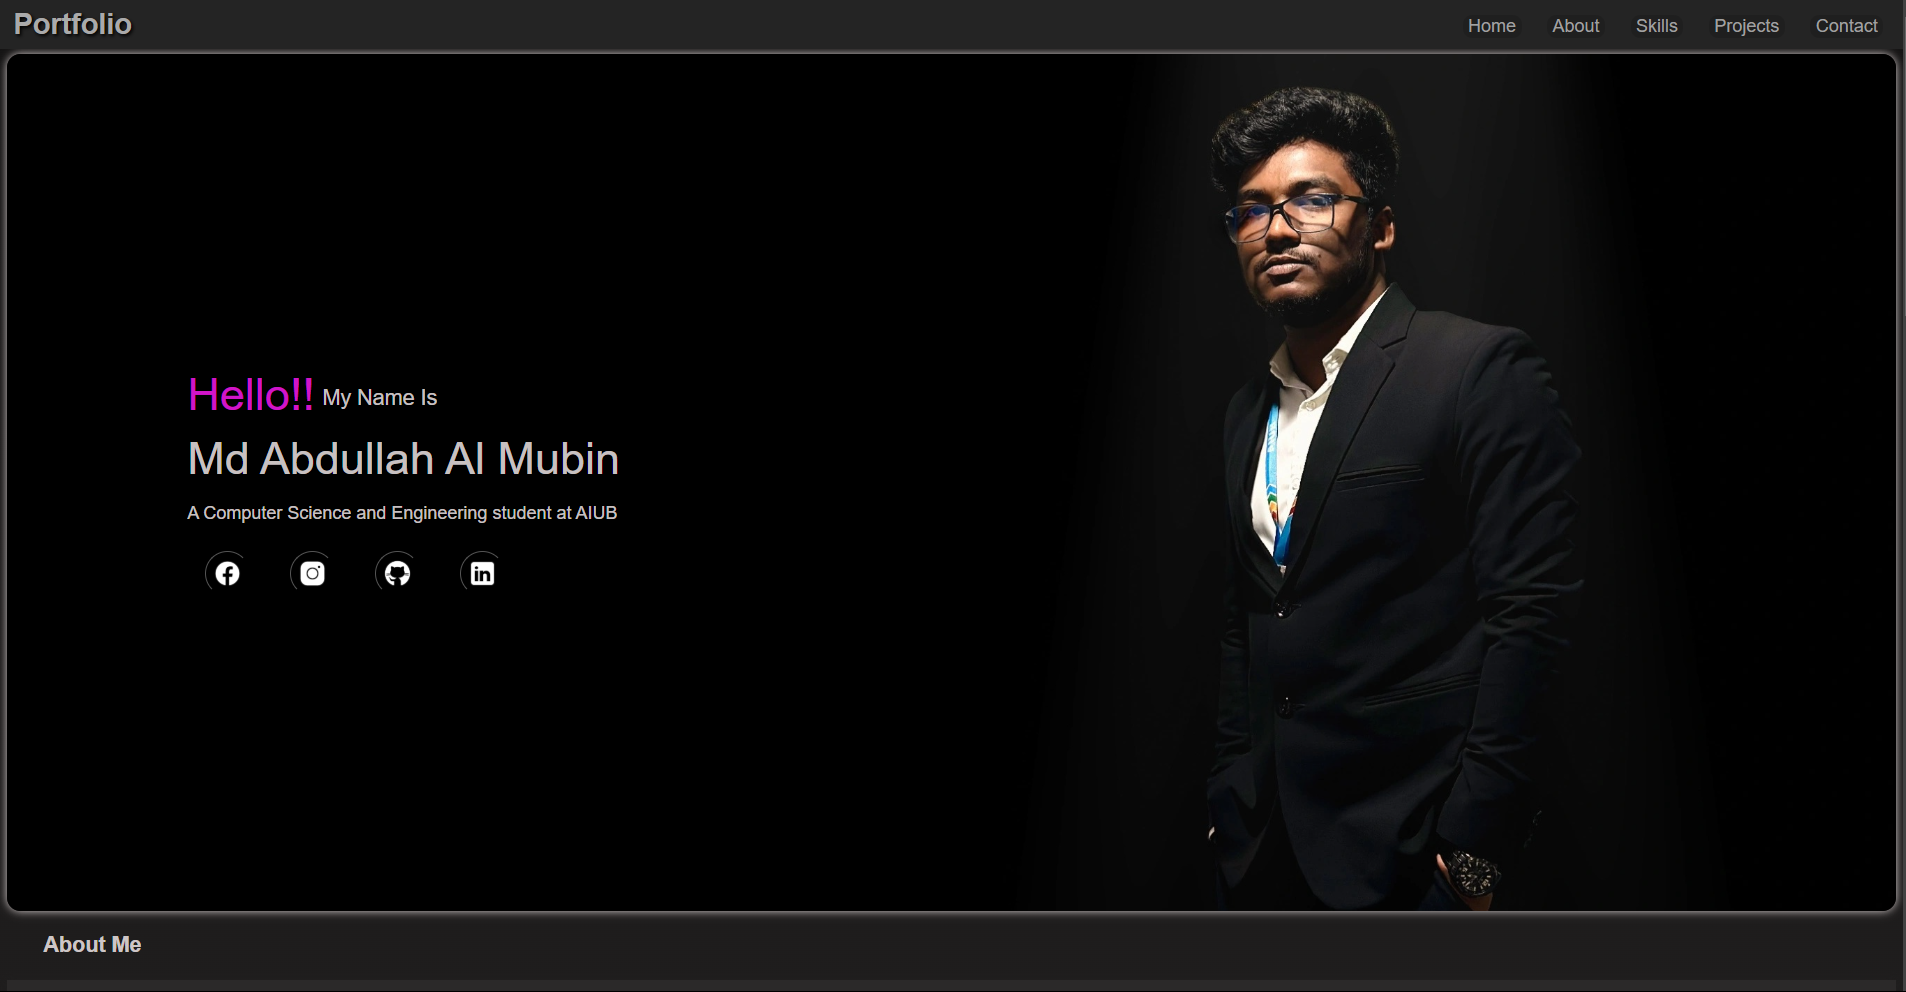 Portfolio
Home About Skills Projects Contact
Hello!! My Name Is
Md Abdullah Al Mubin
A Computer Science and Engineering student at AIUB
in
About Me